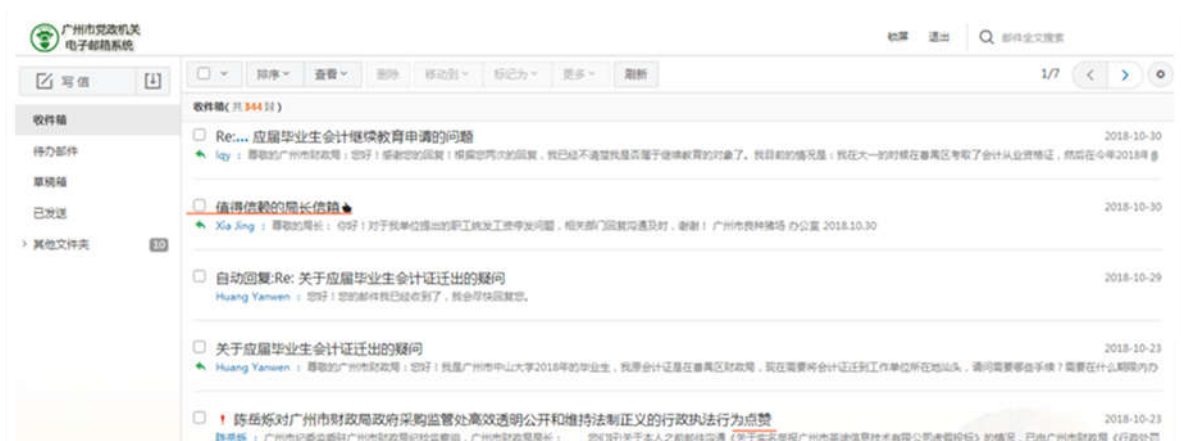 广州市党政机关
电子邮箱系统
锁屏 退出 邮件全文搜索
写信
排序 查看 删除 移动到 标记为 更多 刷新 1/7
收件箱
收件箱(共 344 封)
待办邮件
草稿箱
已发送
其他文件夹 10
Re:... 应届毕业生会计继续教育申请的问题 2018-10-30
lqy : 尊敬的广州市财政局:您好!感谢您的回复!根据您两次的回复,我已经不清楚我是否属于继续教育的对象了。我目前的情况是:我在大一的时候在番禺区考取了会计从业资格证,然后在今年2018年
值得信赖的局长信箱 2018-10-30
Xia Jing : 尊敬的局长: 你好!对于我单位提出的职工统发工资停发问题,相关部门回复沟通及时,谢谢! 广州市良种猪场 办公室 2018.10.30
自动回复:Re: 关于应届毕业生会计证迁出的疑问 2018-10-29
Huang Yanwen : 您好!您的邮件我已经收到了,我会尽快回复您。
关于应届毕业生会计证迁出的疑问 2018-10-23
Huang Yanwen : 尊敬的广州市财政局:您好!我是广州市中山大学2018年的毕业生,我原会计证是在番禺区财政局,现在需要将会计证迁到工作单位所在地汕头,请问需要哪些手续?需要在什么期限内办
! 陈岳烁对广州市财政局政府采购监管处高效透明公开和维持法制正义的行政执法行为点赞 2018-10-23